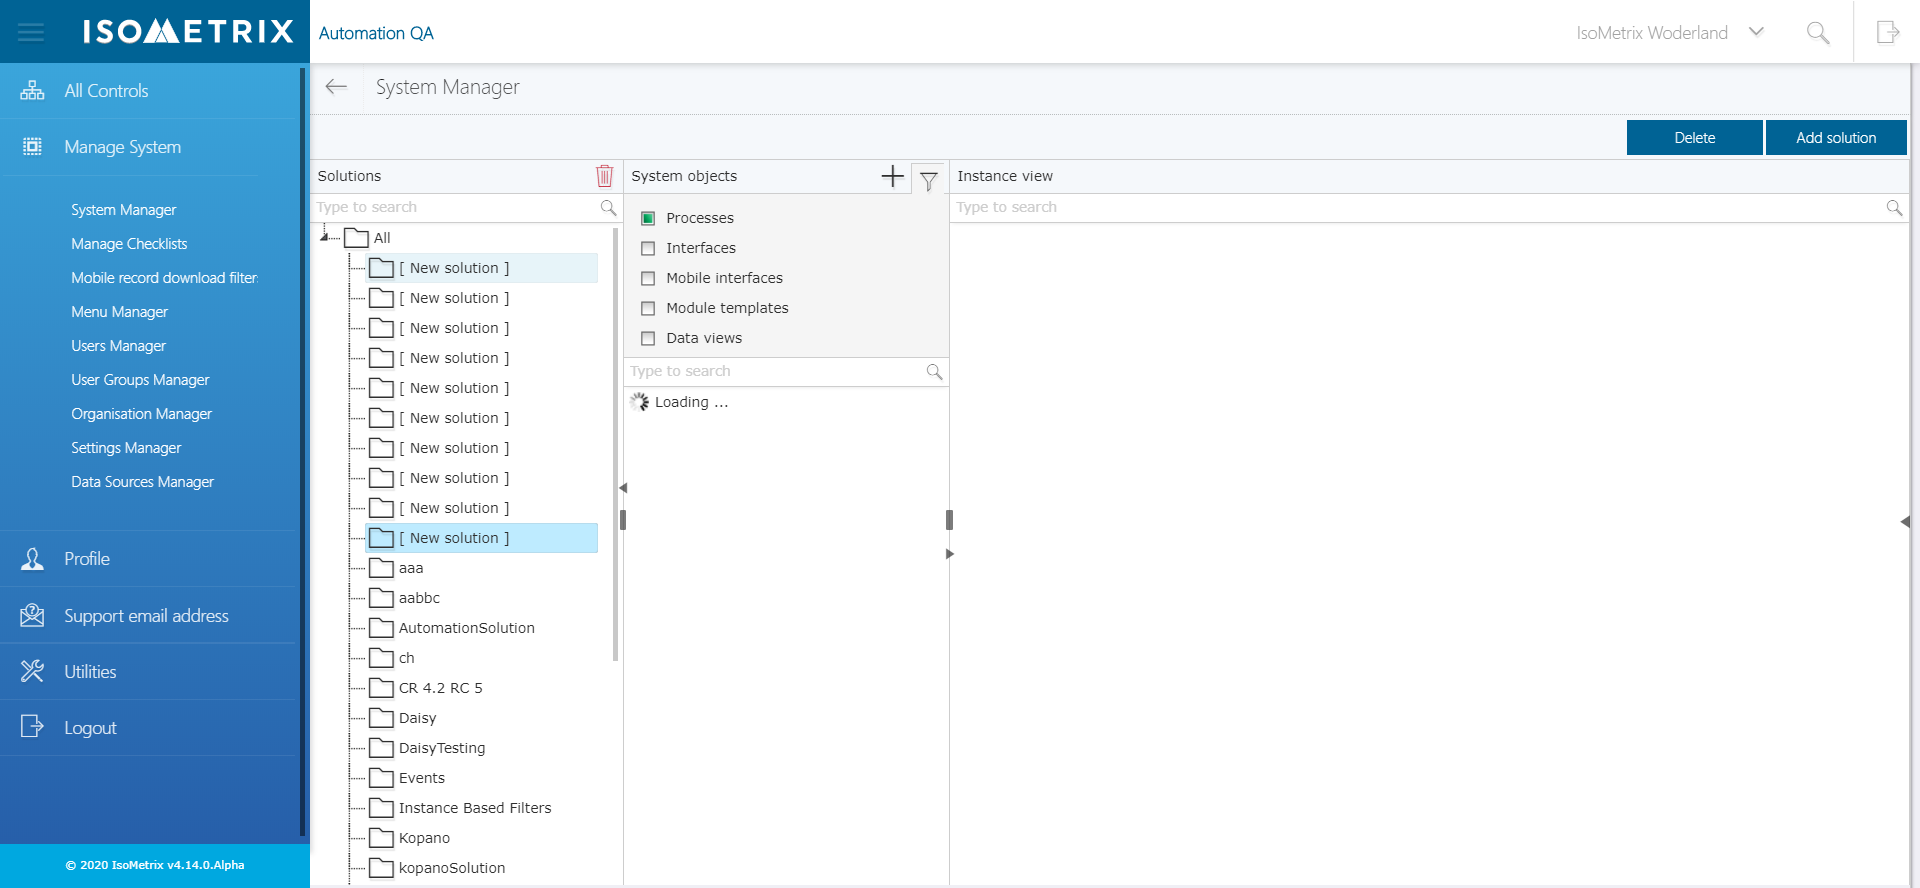 ISOMETRIX
Automation QA
IsoMetrix Woderland
All Controls
Manage System
System Manager
Manage Checklists
Mobile record download filter
Menu Manager
Users Manager
User Groups Manager
Organisation Manager
Settings Manager
Data Sources Manager
Profile
Support email address
Utilities
Logout
© 2020 IsoMetrix v4.14.0.Alpha
System Manager
Delete
Add solution
Solutions
Type to search
All
[ New solution ]
[ New solution ]
[ New solution ]
[ New solution ]
[ New solution ]
[ New solution ]
[ New solution ]
[ New solution ]
[ New solution ]
[ New solution ]
aaa
aabbc
AutomationSolution
ch
CR 4.2 RC 5
Daisy
DaisyTesting
Events
Instance Based Filters
Kopano
kopanoSolution
System objects
Processes
Interfaces
Mobile interfaces
Module templates
Data views
Type to search
Loading ...
Instance view
Type to search